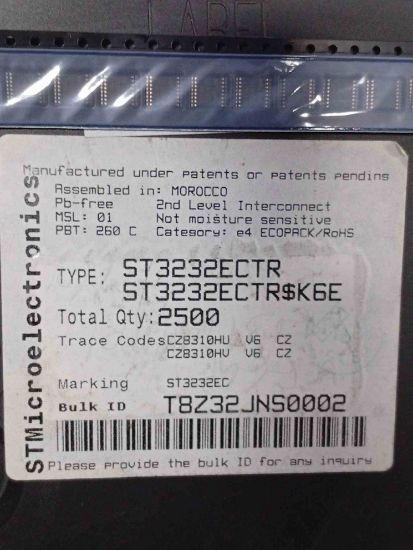 LABEL
Manufactured under patents or patents pending
Assembled in: MOROCCO
Pb-free 2nd Level Interconnect
MSL: 01 Not moisture sensitive
PBT: 260 C Category: e4 ECOPACK/RoHS
TYPE: ST3232ECTR
ST3232ECTR$K6E
Total Qty: 2500
Trace Codes CZ8310HU V6 CZ
CZ8310HV V6 CZ
Marking ST3232EC
Bulk ID T8Z32JNS0002
Please provide the bulk ID for any inquiry
STMicroelectronics